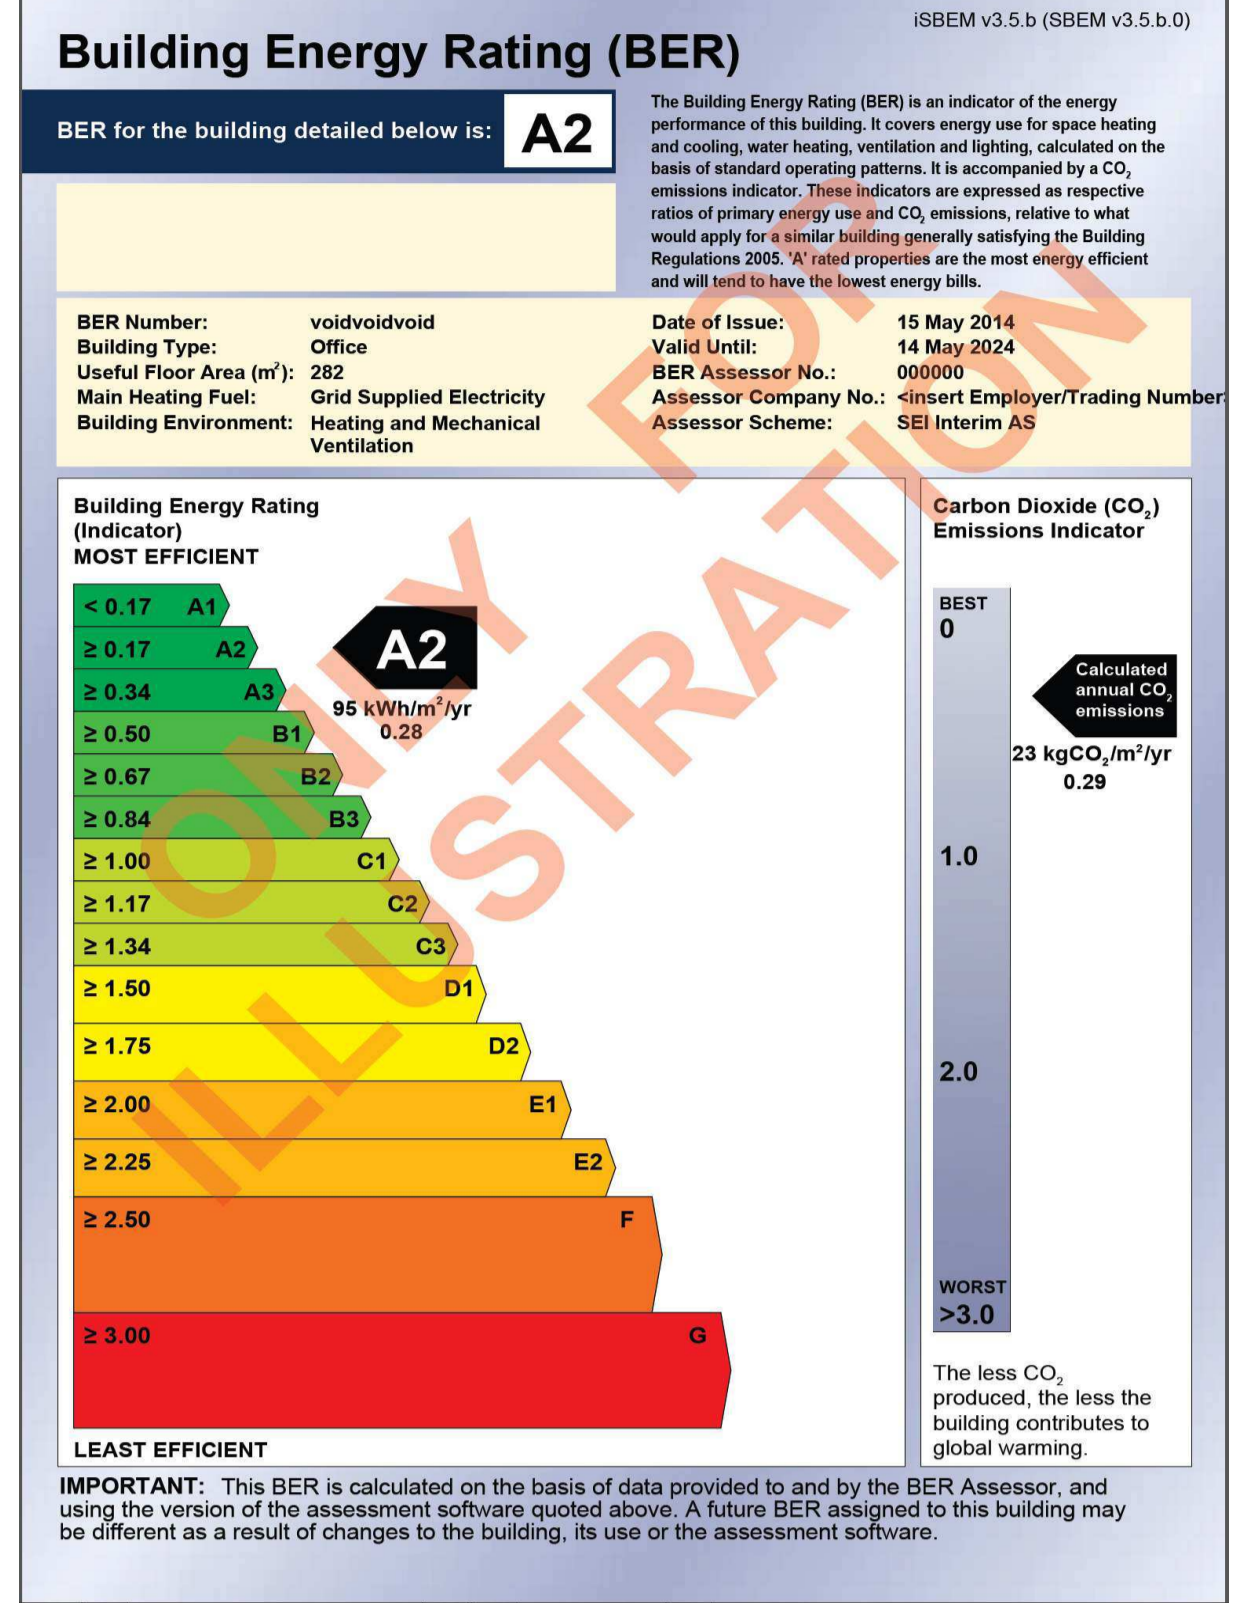 iSBEM v3.5.b (SBEM v3.5.b.0)
Building Energy Rating (BER)
BER for the building detailed below is: A2
The Building Energy Rating (BER) is an indicator of the energy
performance of this building. It covers energy use for space heating
and cooling, water heating, ventilation and lighting, calculated on the
basis of standard operating patterns. It is accompanied by a CO₂
emissions indicator. These indicators are expressed as respective
ratios of primary energy use and CO₂ emissions, relative to what
would apply for a similar building generally satisfying the Building
Regulations 2005. 'A' rated properties are the most energy efficient
and will tend to have the lowest energy bills.
BER Number: voidvoidvoid
Building Type: Office
Useful Floor Area (m²): 282
Main Heating Fuel: Grid Supplied Electricity
Building Environment: Heating and Mechanical
Ventilation
Date of Issue: 15 May 2014
Valid Until: 14 May 2024
BER Assessor No.: 000000
Assessor Company No.: <insert Employer/Trading Number
Assessor Scheme: SEI Interim AS
FOR
ILLUSTRATION
ONLY
Building Energy Rating
(Indicator)
MOST EFFICIENT
< 0.17 A1
≥ 0.17 A2
≥ 0.34 A3
≥ 0.50 B1
≥ 0.67 B2
≥ 0.84 B3
≥ 1.00 C1
≥ 1.17 C2
≥ 1.34 C3
≥ 1.50 D1
≥ 1.75 D2
≥ 2.00 E1
≥ 2.25 E2
≥ 2.50 F
≥ 3.00 G
LEAST EFFICIENT
A2
95 kWh/m²/yr
0.28
Carbon Dioxide (CO₂)
Emissions Indicator
BEST
0
1.0
2.0
WORST
>3.0
Calculated
annual CO₂
emissions
23 kgCO₂/m²/yr
0.29
The less CO₂
produced, the less the
building contributes to
global warming.
IMPORTANT: This BER is calculated on the basis of data provided to and by the BER Assessor, and
using the version of the assessment software quoted above. A future BER assigned to this building may
be different as a result of changes to the building, its use or the assessment software.